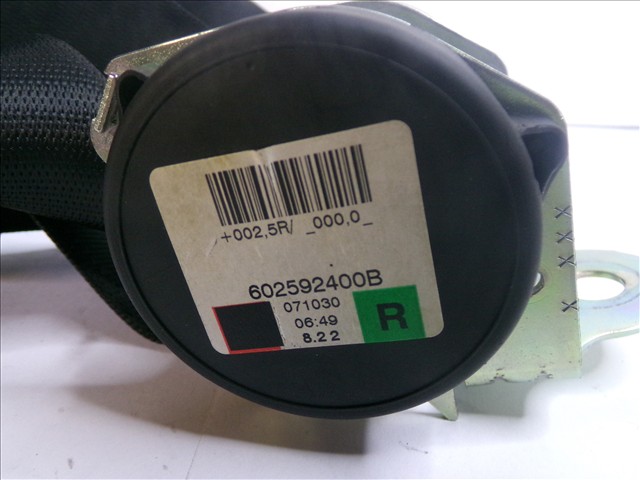 /+002,5R/ _000,0_
602592400B
071030
06:49
8.22
R